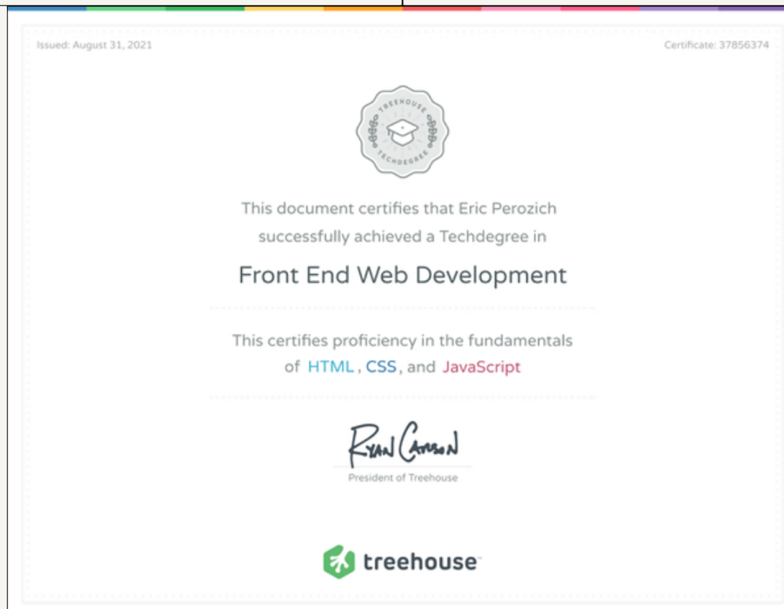 Issued: August 31, 2021
Certificate: 37856374
TREEHOUSE
TECHDEGREE
This document certifies that Eric Perozich
successfully achieved a Techdegree in
Front End Web Development
This certifies proficiency in the fundamentals
of HTML, CSS, and JavaScript
Ryan Carson
President of Treehouse
treehouse™